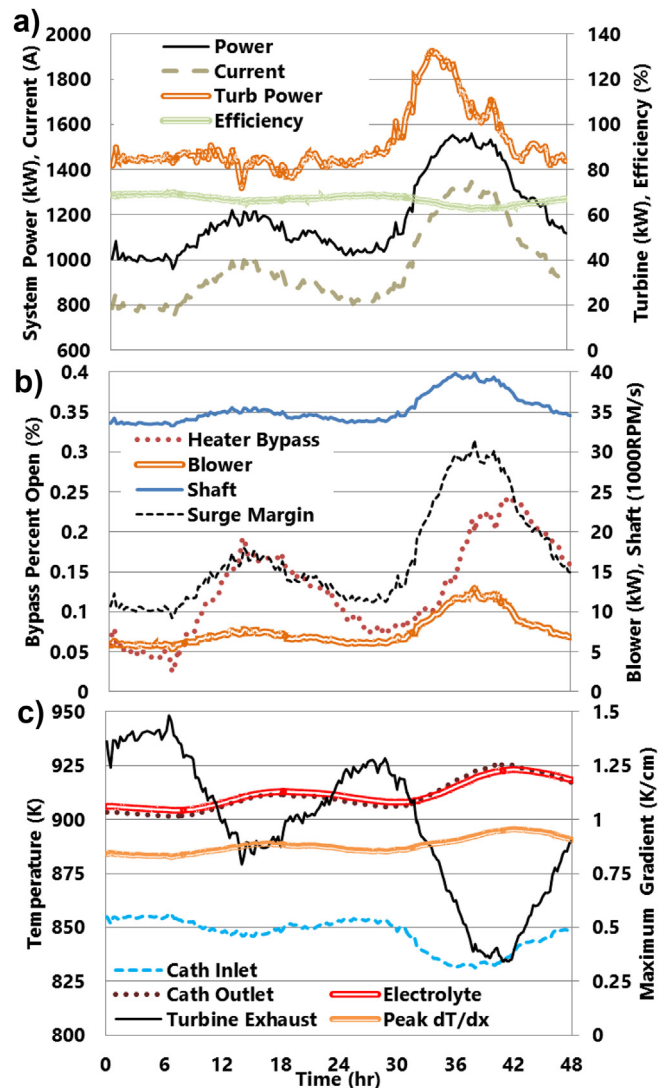 a)
2000 140
1800 120
1600 100
1400 80
1200 60
1000 40
800 20
600 0
System Power (kW), Current (A)
Turbine (kW), Efficiency (%)
Power
Current
Turb Power
Efficiency
b)
0.4 40
0.35 35
0.3 30
0.25 25
0.2 20
0.15 15
0.1 10
0.05 5
0 0
Bypass Percent Open (%)
Blower (kW), Shaft (1000RPM/s)
Heater Bypass
Blower
Shaft
Surge Margin
c)
950 1.5
925 1.25
900 1
875 0.75
850 0.5
825 0.25
800 0
Temperature (K)
Maximum Gradient (K/cm)
Cath Inlet
Cath Outlet Electrolyte
Turbine Exhaust Peak dT/dx
0 6 12 18 24 30 36 42 48
Time (hr)